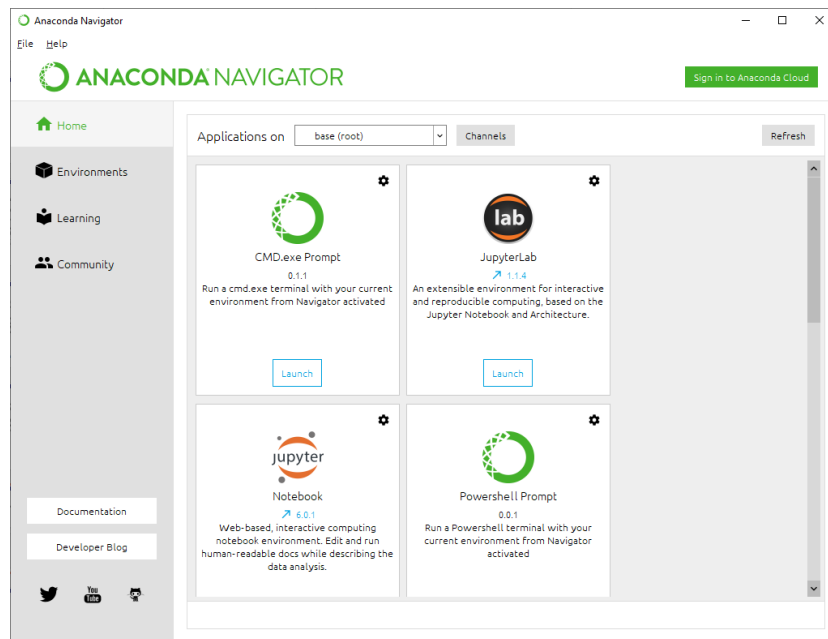 Anaconda Navigator
File Help
ANACONDA NAVIGATOR
Sign in to Anaconda Cloud
Home
Environments
Learning
Community
Documentation
Developer Blog
You
Tube
Applications on base (root) Channels Refresh
CMD.exe Prompt
0.1.1
Run a cmd.exe terminal with your current
environment from Navigator activated
Launch
lab
JupyterLab
1.1.4
An extensible environment for interactive
and reproducible computing, based on the
Jupyter Notebook and Architecture.
Launch
jupyter
Notebook
6.0.1
Web-based, interactive computing
notebook environment. Edit and run
human-readable docs while describing the
data analysis.
Powershell Prompt
0.0.1
Run a Powershell terminal with your
current environment from Navigator
activated